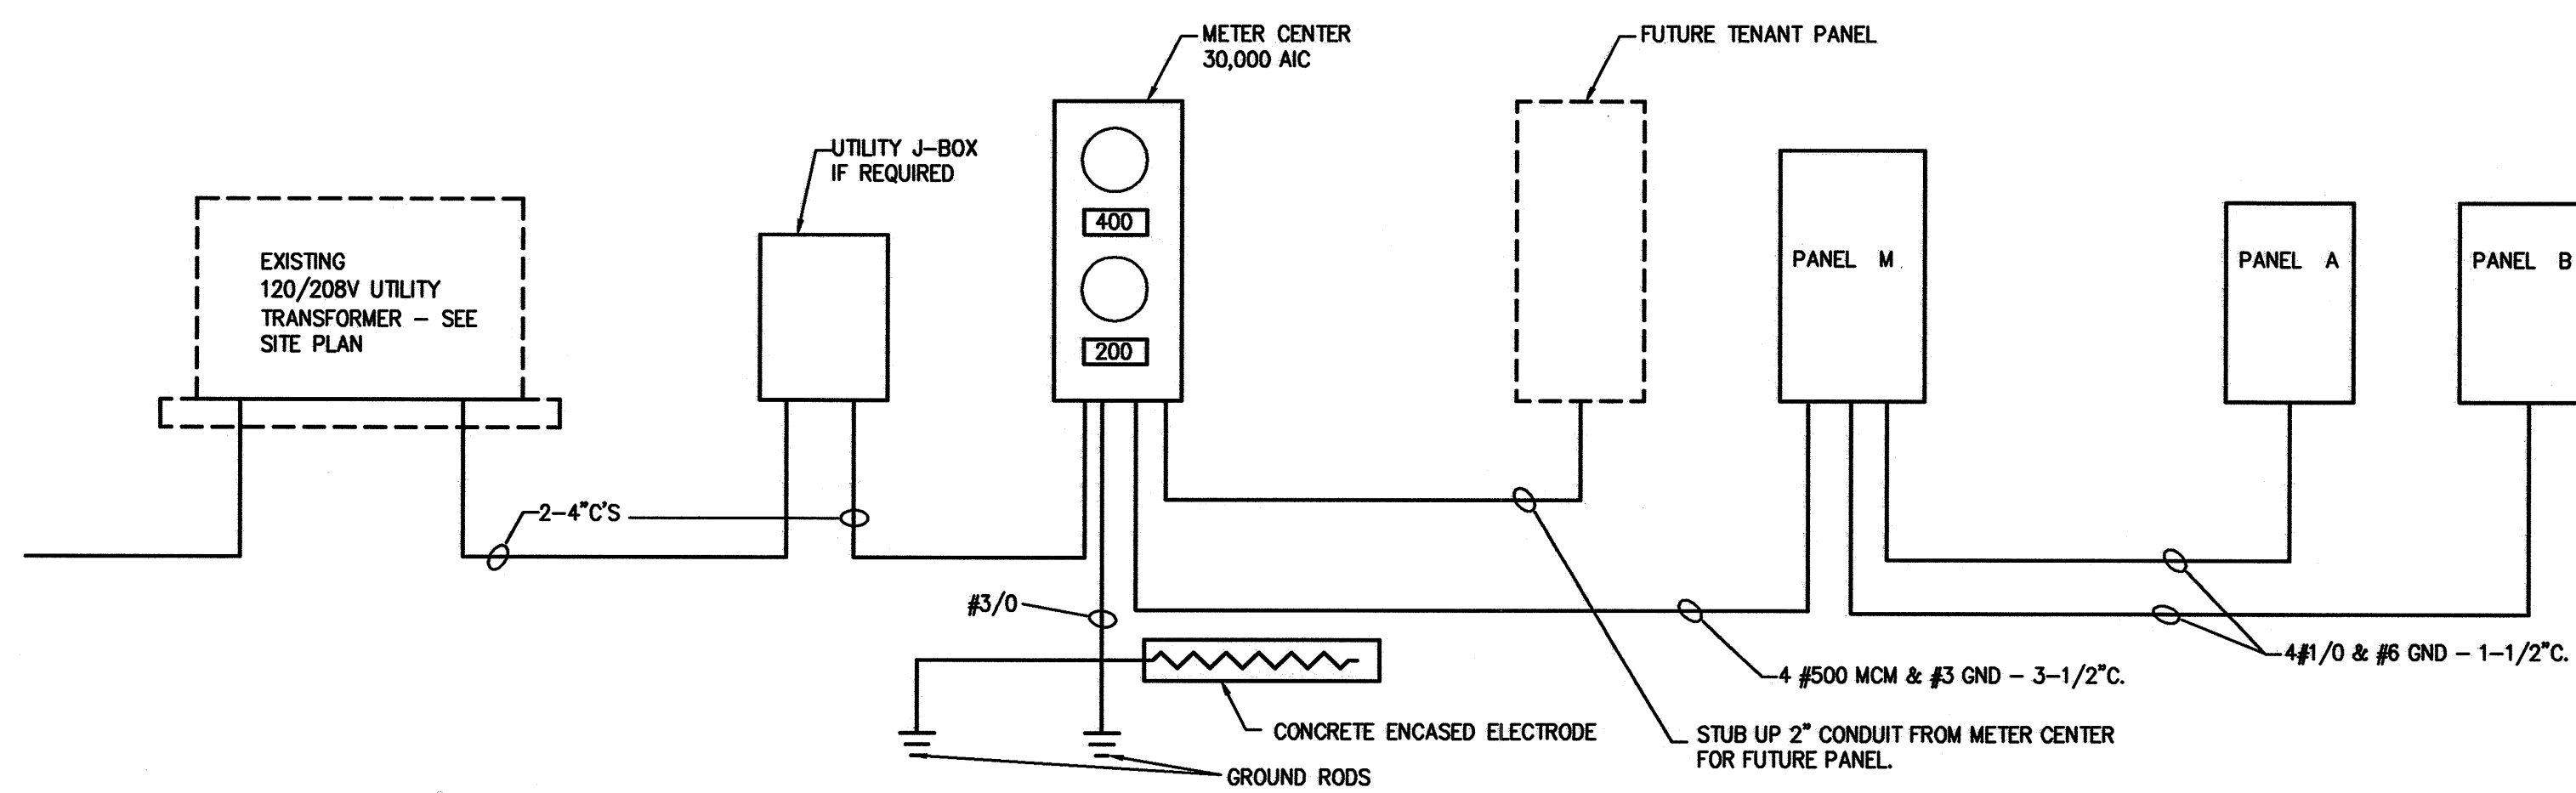 METER CENTER
30,000 AIC
FUTURE TENANT PANEL
UTILITY J-BOX
IF REQUIRED
EXISTING
120/208V UTILITY
TRANSFORMER – SEE
SITE PLAN
400
200
PANEL M
PANEL A
PANEL B
2-4"C'S
#3/0
4 #500 MCM & #3 GND – 3-1/2"C.
4#1/0 & #6 GND – 1-1/2"C.
CONCRETE ENCASED ELECTRODE
STUB UP 2" CONDUIT FROM METER CENTER
FOR FUTURE PANEL.
GROUND RODS